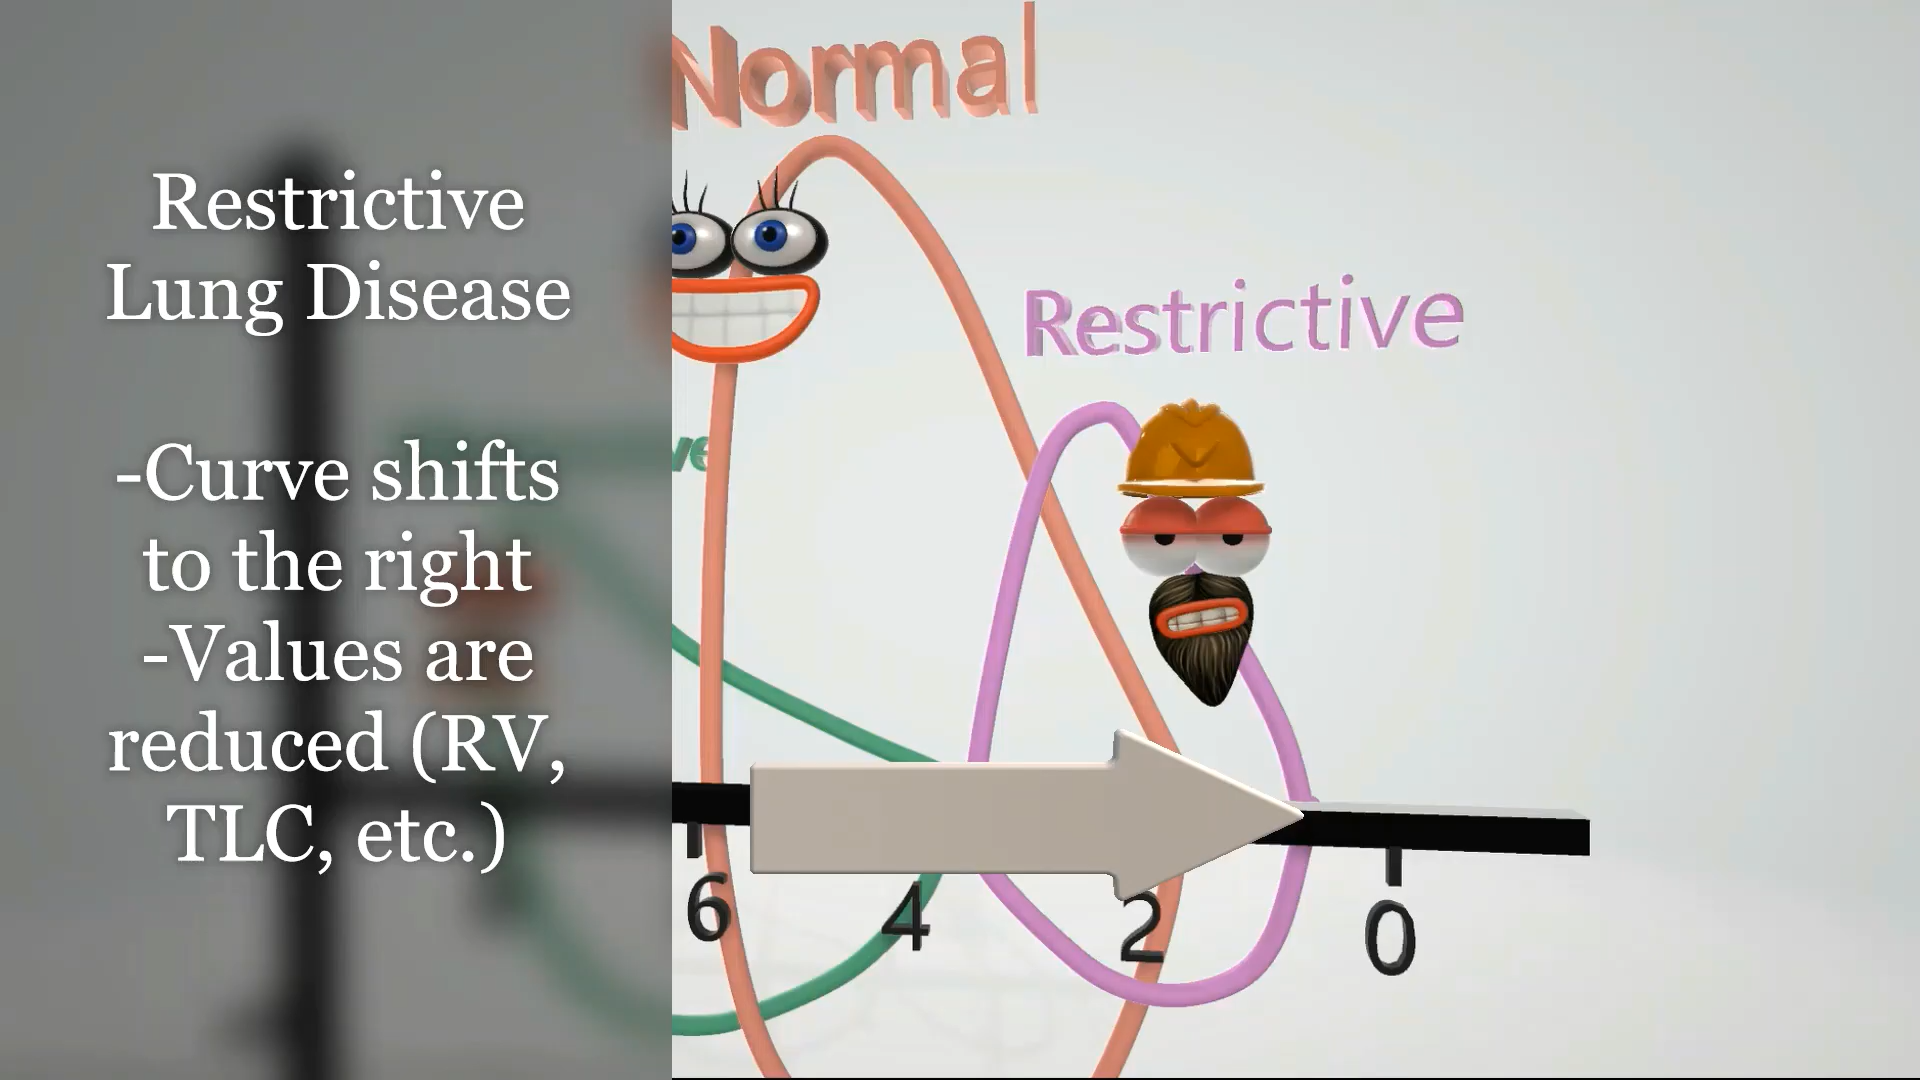 Restrictive
Lung Disease
-Curve shifts
to the right
-Values are
reduced (RV,
TLC, etc.)
Normal
Restrictive
ve
6 4 2 0